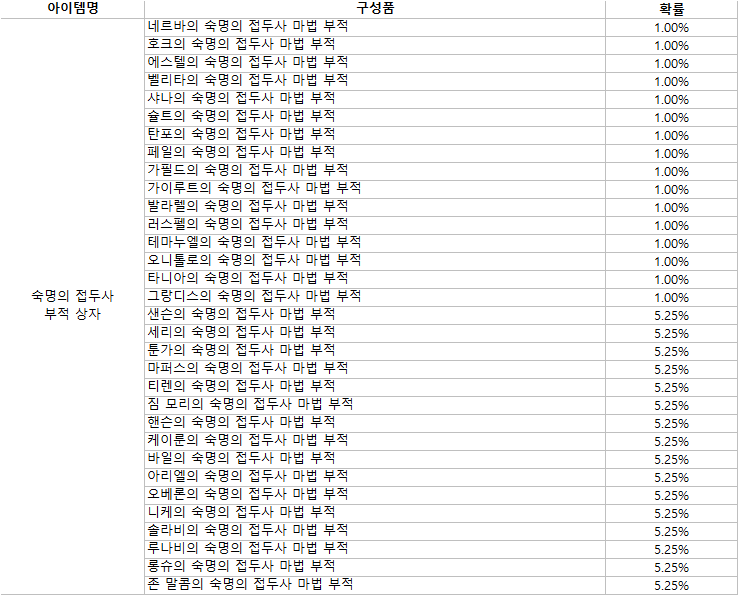 아이템명 구성품 확률
네르바의 숙명의 접두사 마법 부적 1.00%
호크의 숙명의 접두사 마법 부적 1.00%
에스텔의 숙명의 접두사 마법 부적 1.00%
벨리타의 숙명의 접두사 마법 부적 1.00%
샤나의 숙명의 접두사 마법 부적 1.00%
슐트의 숙명의 접두사 마법 부적 1.00%
탄포의 숙명의 접두사 마법 부적 1.00%
페일의 숙명의 접두사 마법 부적 1.00%
가필드의 숙명의 접두사 마법 부적 1.00%
가이루트의 숙명의 접두사 마법 부적 1.00%
발라렐의 숙명의 접두사 마법 부적 1.00%
러스펠의 숙명의 접두사 마법 부적 1.00%
테마누엘의 숙명의 접두사 마법 부적 1.00%
오니톨로의 숙명의 접두사 마법 부적 1.00%
타니아의 숙명의 접두사 마법 부적 1.00%
숙명의 접두사
부적 상자
그랑디스의 숙명의 접두사 마법 부적 1.00%
샌슨의 숙명의 접두사 마법 부적 5.25%
세리의 숙명의 접두사 마법 부적 5.25%
툰가의 숙명의 접두사 마법 부적 5.25%
마퍼스의 숙명의 접두사 마법 부적 5.25%
티렌의 숙명의 접두사 마법 부적 5.25%
짐 모리의 숙명의 접두사 마법 부적 5.25%
핸슨의 숙명의 접두사 마법 부적 5.25%
케이룬의 숙명의 접두사 마법 부적 5.25%
바일의 숙명의 접두사 마법 부적 5.25%
아리엘의 숙명의 접두사 마법 부적 5.25%
오베론의 숙명의 접두사 마법 부적 5.25%
니케의 숙명의 접두사 마법 부적 5.25%
솔라비의 숙명의 접두사 마법 부적 5.25%
루나비의 숙명의 접두사 마법 부적 5.25%
롱슈의 숙명의 접두사 마법 부적 5.25%
존 말콤의 숙명의 접두사 마법 부적 5.25%